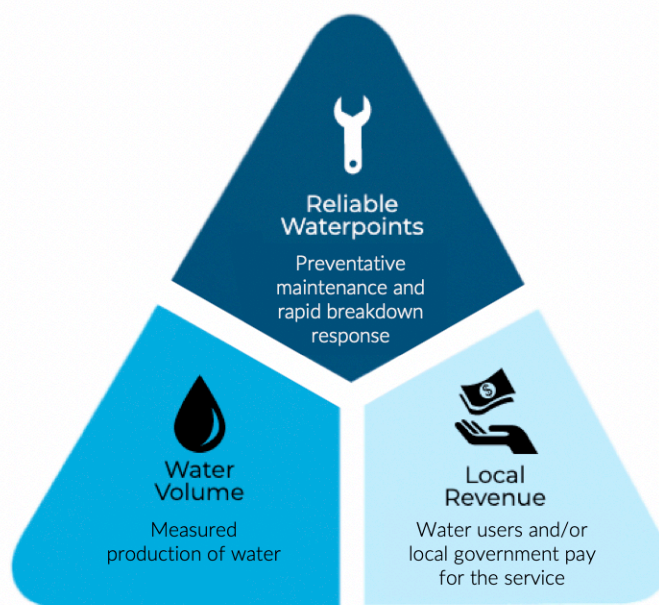 Reliable
Waterpoints
Preventative
maintenance and
rapid breakdown
response
Water
Volume
Measured
production of water
$
Local
Revenue
Water users and/or
local government pay
for the service